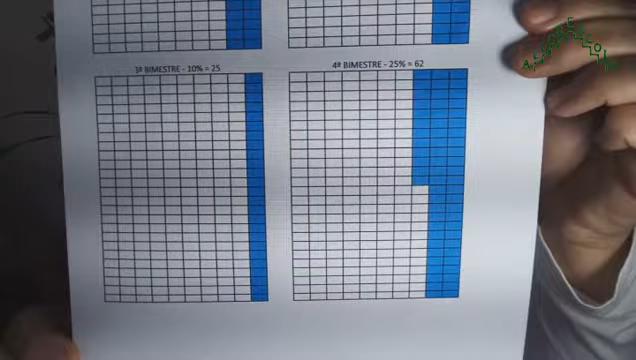 3º BIMESTRE - 10% = 25
4º BIMESTRE - 25% = 62